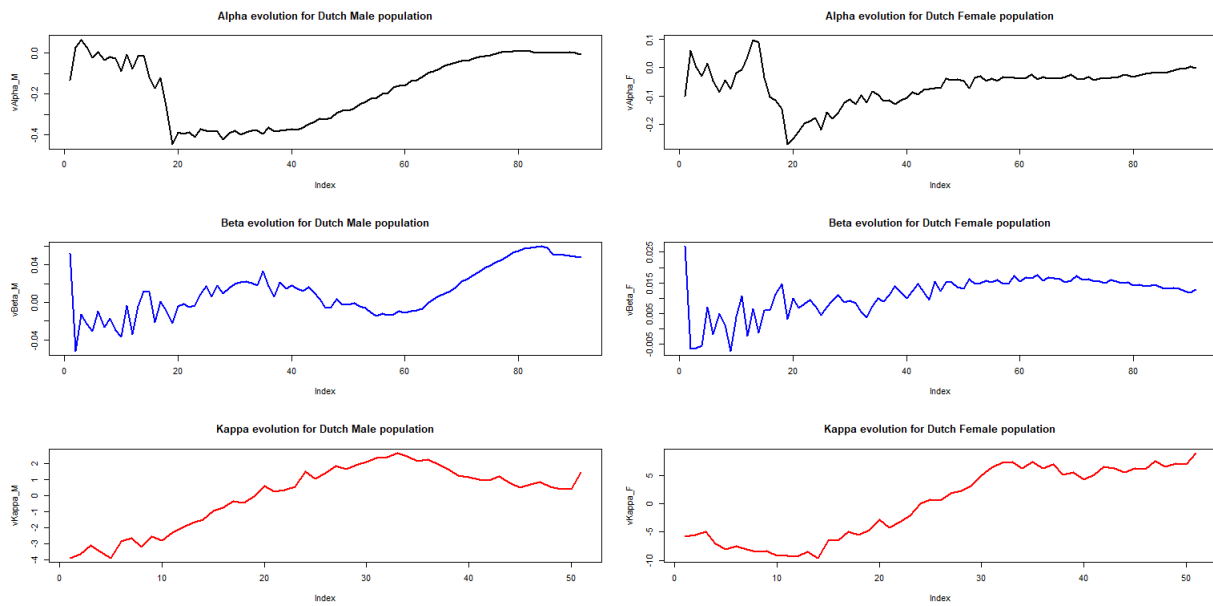 Alpha evolution for Dutch Male population
vAlpha_M
0.0
-0.2
-0.4
0 20 40 60 80
Index
Alpha evolution for Dutch Female population
vAlpha_F
0.1
0.0
-0.1
-0.2
0 20 40 60 80
Index
Beta evolution for Dutch Male population
vBeta_M
0.04
0.00
-0.04
0 20 40 60 80
Index
Beta evolution for Dutch Female population
vBeta_F
0.025
0.015
0.005
-0.005
0 20 40 60 80
Index
Kappa evolution for Dutch Male population
vKappa_M
2
1
0
-1
-2
-3
-4
0 10 20 30 40 50
Index
Kappa evolution for Dutch Female population
vKappa_F
5
0
-5
-10
0 10 20 30 40 50
Index